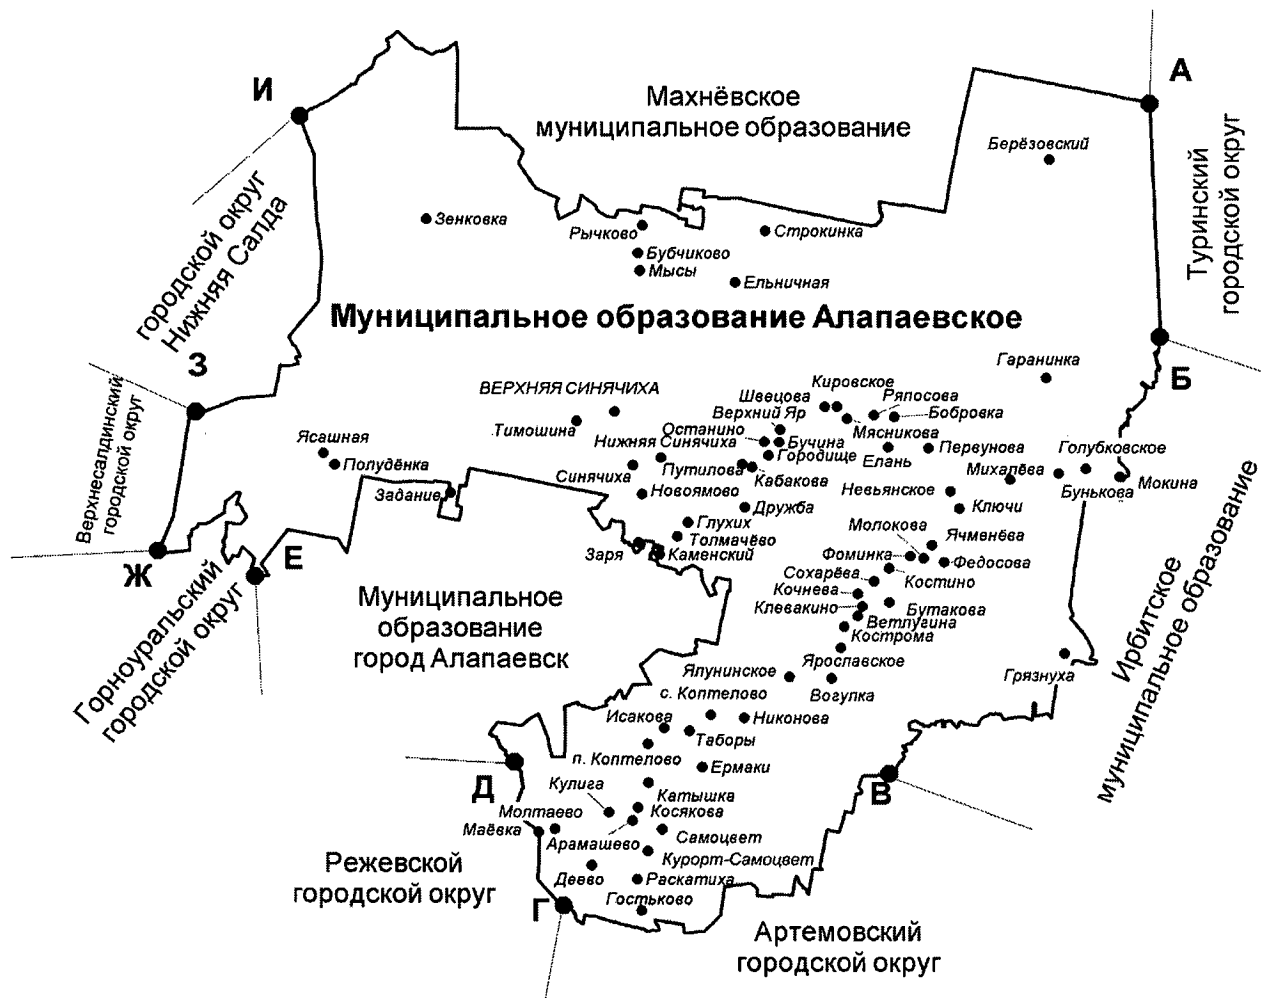 И
А
Махнёвское
муниципальное образование
Берёзовский
Туринский
городской округ
городской округ
Нижняя Салда
Зенковка
Рычково
Строкинка
Бубчиково
Мысы
Ельничная
Муниципальное образование Алапаевское
З
Б
Гаранинка
Верхнесалдинский
городской округ
ВЕРХНЯЯ СИНЯЧИХА
Кировское
Швецова
Ряпосова
Верхний Яр
Бобровка
Тимошина
Останино
Мясникова
Ясашная
Нижняя Синячиха
Бучина
Первунова
Голубковское
Полудёнка
Городище
Елань
Синячиха
Путилова
Кабакова
Михалёва
Мокина
Задание
Новоямово
Невьянское
Бунькова
Дружба
Ключи
Глухих
Молокова
Толмачёво
Ячменёва
Заря
Каменский
Фоминка
Федосова
Ж
Е
Сохарёва
Костино
Горноуральский
городской округ
Муниципальное
образование
город Алапаевск
Кочнева
Клевакино
Бутакова
Ветлугина
Кострома
Ирбитское
муниципальное образование
Ялунинское
Ярославское
Грязнуха
с. Коптелово
Вогулка
Исакова
Никонова
Таборы
п. Коптелово
Ермаки
Д
В
Кулига
Катышка
Молтаево
Косякова
Маёвка
Арамашево
Самоцвет
Режевской
городской округ
Курорт-Самоцвет
Деево
Раскатиха
Г
Гостьково
Артемовский
городской округ